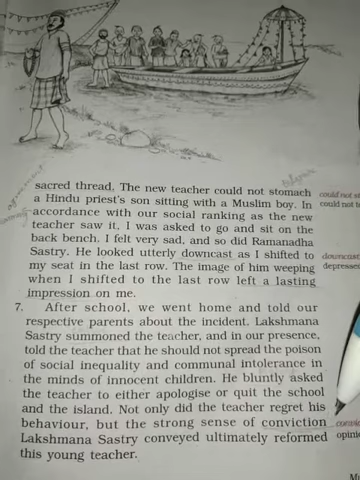 sacred thread. The new teacher could not stomach
a Hindu priest's son sitting with a Muslim boy. In
accordance with our social ranking as the new
teacher saw it, I was asked to go and sit on the
back bench. I felt very sad, and so did Ramanadha
Sastry. He looked utterly downcast as I shifted to
my seat in the last row. The image of him weeping
when I shifted to the last row left a lasting
impression on me.
could not
could not
downcast
7. After school, we went home and told our
respective parents about the incident. Lakshmana
Sastry summoned the teacher, and in our presence,
told the teacher that he should not spread the poison
of social inequality and communal intolerance in
the minds of innocent children. He bluntly asked
the teacher to either apologise or quit the school
and the island. Not only did the teacher regret his
behaviour, but the strong sense of conviction
Lakshmana Sastry conveyed ultimately reformed
this young teacher.